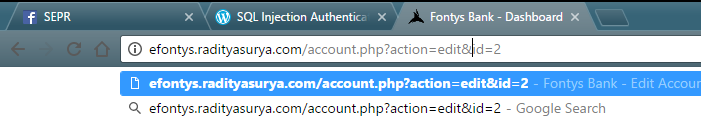 SEPR SQL Injection Authentica Fontys Bank - Dashboard
efontys.radityasurya.com/account.php?action=edit&id=2
efontys.radityasurya.com/account.php?action=edit&id=2 - Fontys Bank - Edit Accoun
efontys.radityasurya.com/account.php?action=edit&id=2 - Google Search